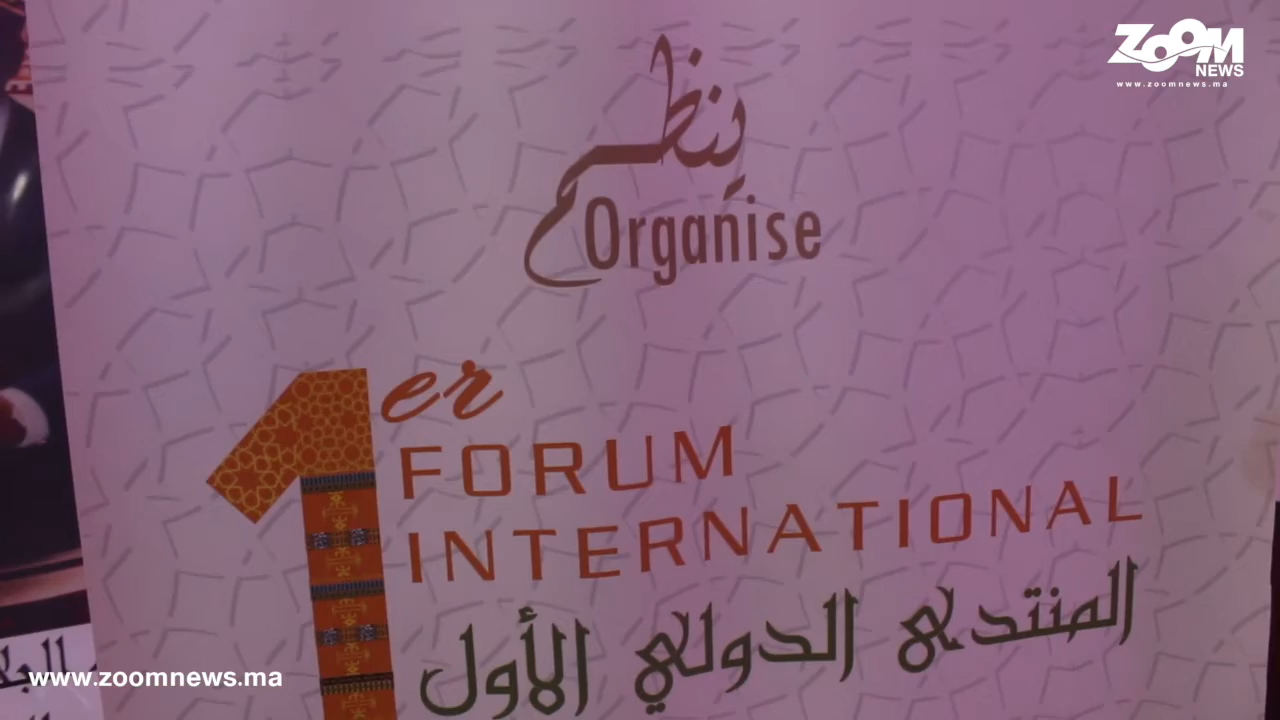 ZOOM
NEWS
www.zoomnews.ma
ينظم
Organise
1er
FORUM
INTERNATIONAL
المنتدى الدولي الأول
www.zoomnews.ma